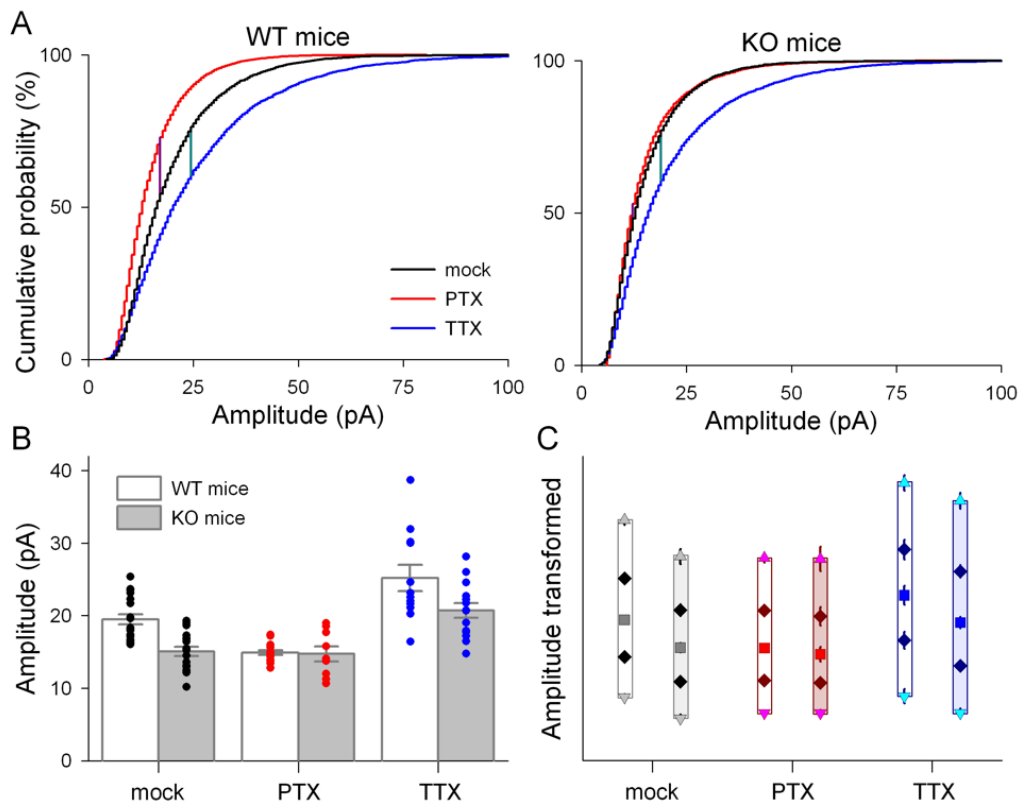 A
WT mice
KO mice
Cumulative probability (%)
100
50
0
mock
PTX
TTX
0 25 50 75 100
Amplitude (pA)
100
50
0
0 25 50 75 100
Amplitude (pA)
B
Amplitude (pA)
40
30
20
10
0
WT mice
KO mice
mock PTX TTX
C
Amplitude transformed
mock PTX TTX